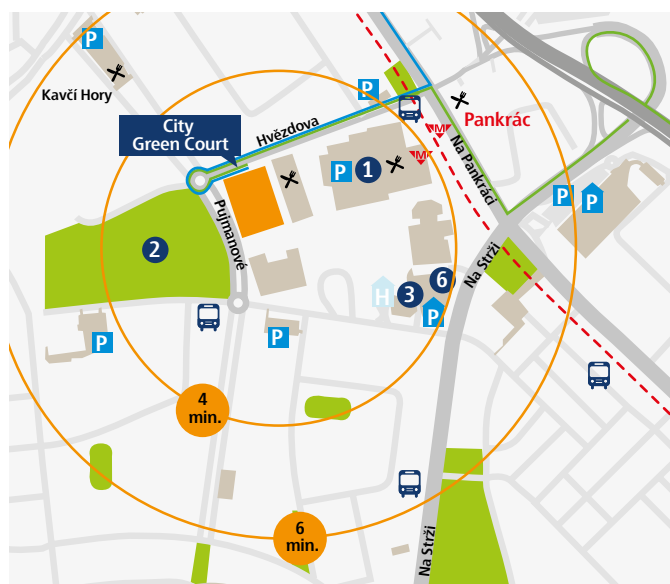 P
Kavčí Hory
P
City
Green Court
Hvězdova
Pankrác
M
M
Na Pankráci
P
1
P
P
2
Pujmanové
Na Strži
H
3
6
P
P
P
4
min.
6
min.
Na Strži